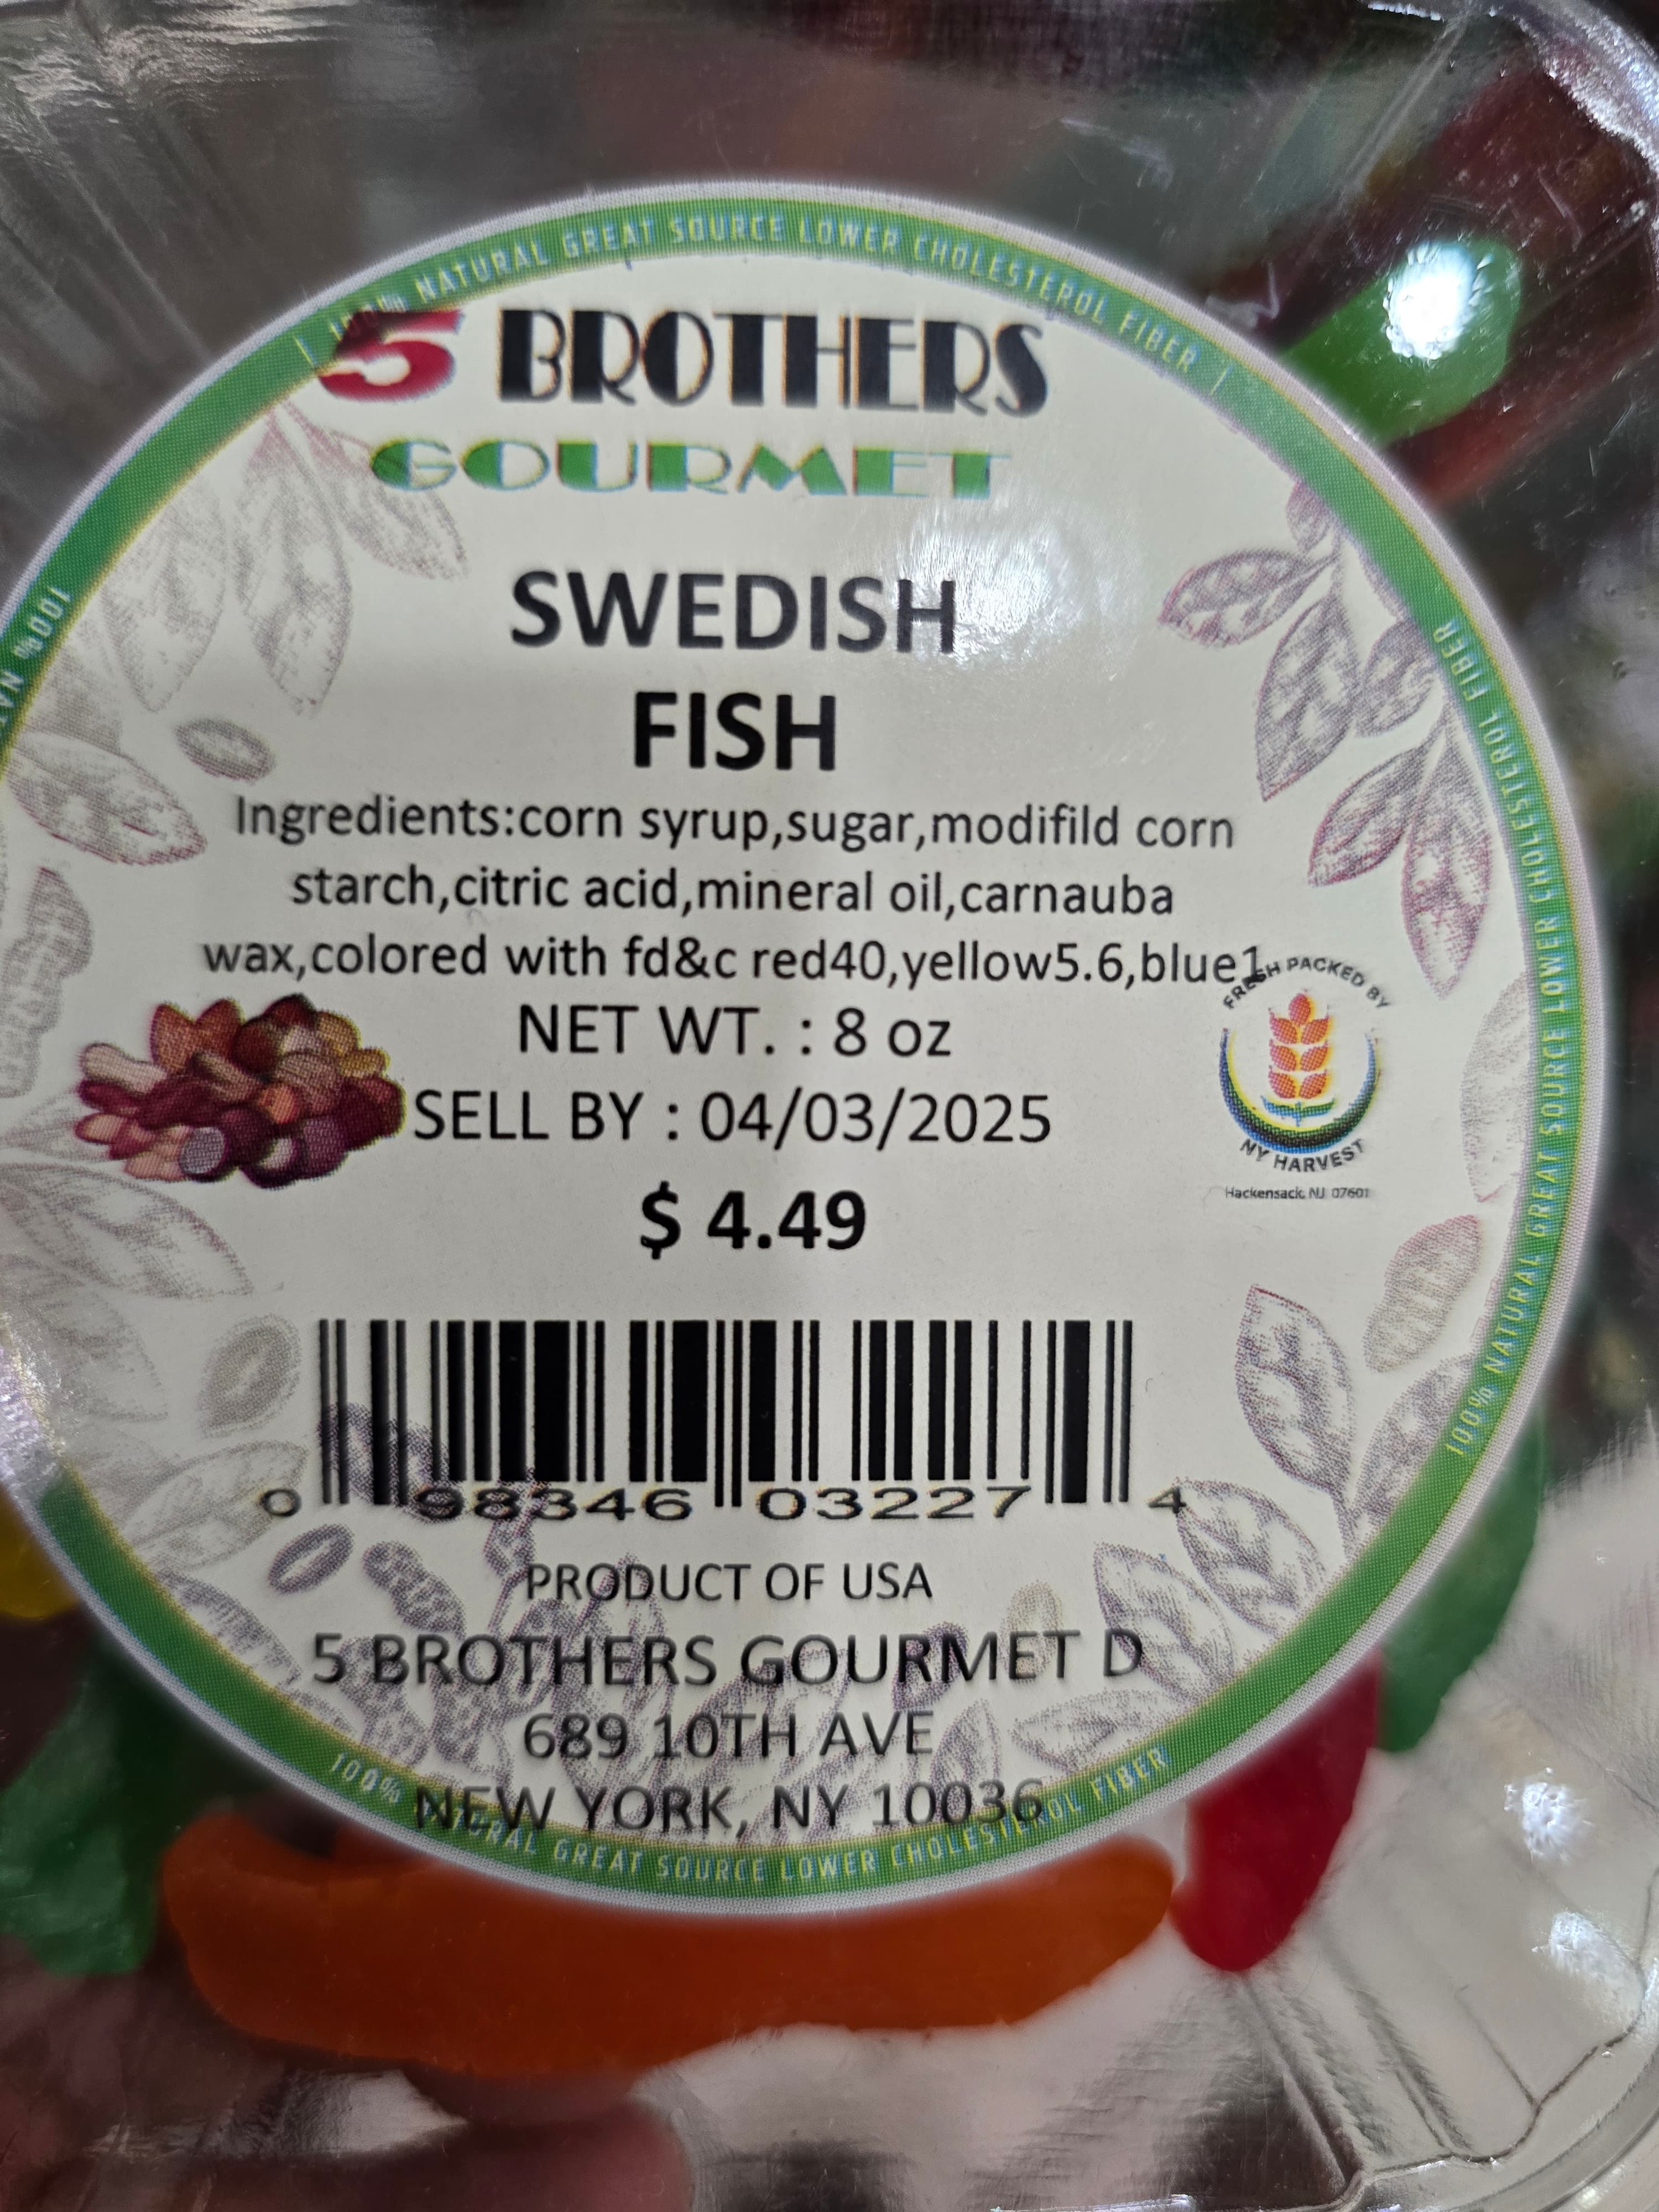 100% NATURAL GREAT SOURCE LOWER CHOLESTEROL FIBER
5 BROTHERS
GOURMET
SWEDISH
FISH
Ingredients:corn syrup,sugar,modifild corn
starch,citric acid,mineral oil,carnauba
wax,colored with fd&c red40,yellow5.6,blue1
NET WT. : 8 oz
SELL BY : 04/03/2025
$ 4.49
FRESH PACKED BY
NY HARVEST
Hackensack, NJ 07601
0 98346 03227 4
PRODUCT OF USA
5 BROTHERS GOURMET D
689 10TH AVE
NEW YORK, NY 10036
100% NATURAL GREAT SOURCE LOWER CHOLESTEROL FIBER
100% NATURAL GREAT SOURCE LOWER CHOLESTEROL FIBER
100% NA